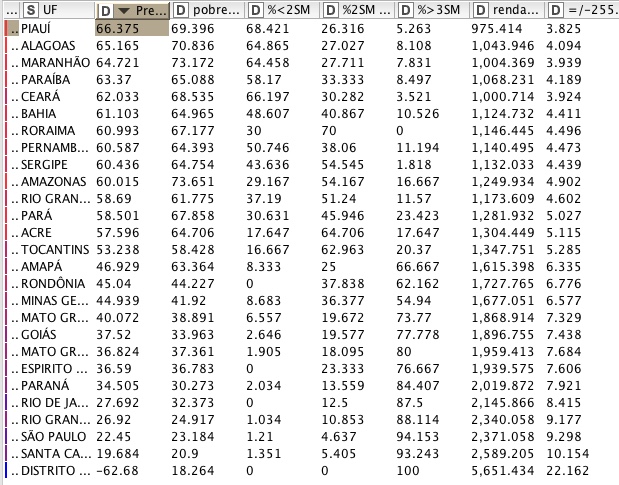 ... S UF D Pre... D pobre... D %<2SM D %2SM ... D %>3SM D renda... D =/-255.
.. PIAUÍ 66.375 69.396 68.421 26.316 5.263 975.414 3.825
.. ALAGOAS 65.165 70.836 64.865 27.027 8.108 1,043.946 4.094
.. MARANHÃO 64.721 73.172 64.458 27.711 7.831 1,004.369 3.939
.. PARAÍBA 63.37 65.088 58.17 33.333 8.497 1,068.231 4.189
.. CEARÁ 62.033 68.535 66.197 30.282 3.521 1,000.714 3.924
.. BAHIA 61.103 64.965 48.607 40.867 10.526 1,124.732 4.411
.. RORAIMA 60.993 67.177 30 70 0 1,146.445 4.496
.. PERNAMB... 60.587 64.393 50.746 38.06 11.194 1,140.495 4.473
.. SERGIPE 60.436 64.754 43.636 54.545 1.818 1,132.033 4.439
.. AMAZONAS 60.015 73.651 29.167 54.167 16.667 1,249.934 4.902
.. RIO GRAN... 58.69 61.775 37.19 51.24 11.57 1,173.609 4.602
.. PARÁ 58.501 67.858 30.631 45.946 23.423 1,281.932 5.027
.. ACRE 57.596 64.706 17.647 64.706 17.647 1,304.449 5.115
.. TOCANTINS 53.238 58.428 16.667 62.963 20.37 1,347.751 5.285
.. AMAPÁ 46.929 63.364 8.333 25 66.667 1,615.398 6.335
.. RONDÔNIA 45.04 44.227 0 37.838 62.162 1,727.765 6.776
.. MINAS GE... 44.939 41.92 8.683 36.377 54.94 1,677.051 6.577
.. MATO GR... 40.072 38.891 6.557 19.672 73.77 1,868.914 7.329
.. GOIÁS 37.52 33.963 2.646 19.577 77.778 1,896.755 7.438
.. MATO GR... 36.824 37.361 1.905 18.095 80 1,959.413 7.684
.. ESPIRITO ... 36.59 36.783 0 23.333 76.667 1,939.575 7.606
.. PARANÁ 34.505 30.273 2.034 13.559 84.407 2,019.872 7.921
.. RIO DE JA... 27.692 32.373 0 12.5 87.5 2,145.866 8.415
.. RIO GRAN... 26.92 24.917 1.034 10.853 88.114 2,340.058 9.177
.. SÃO PAULO 22.45 23.184 1.21 4.637 94.153 2,371.058 9.298
.. SANTA CA... 19.684 20.9 1.351 5.405 93.243 2,589.205 10.154
.. DISTRITO ... −62.68 18.264 0 0 100 5,651.434 22.162